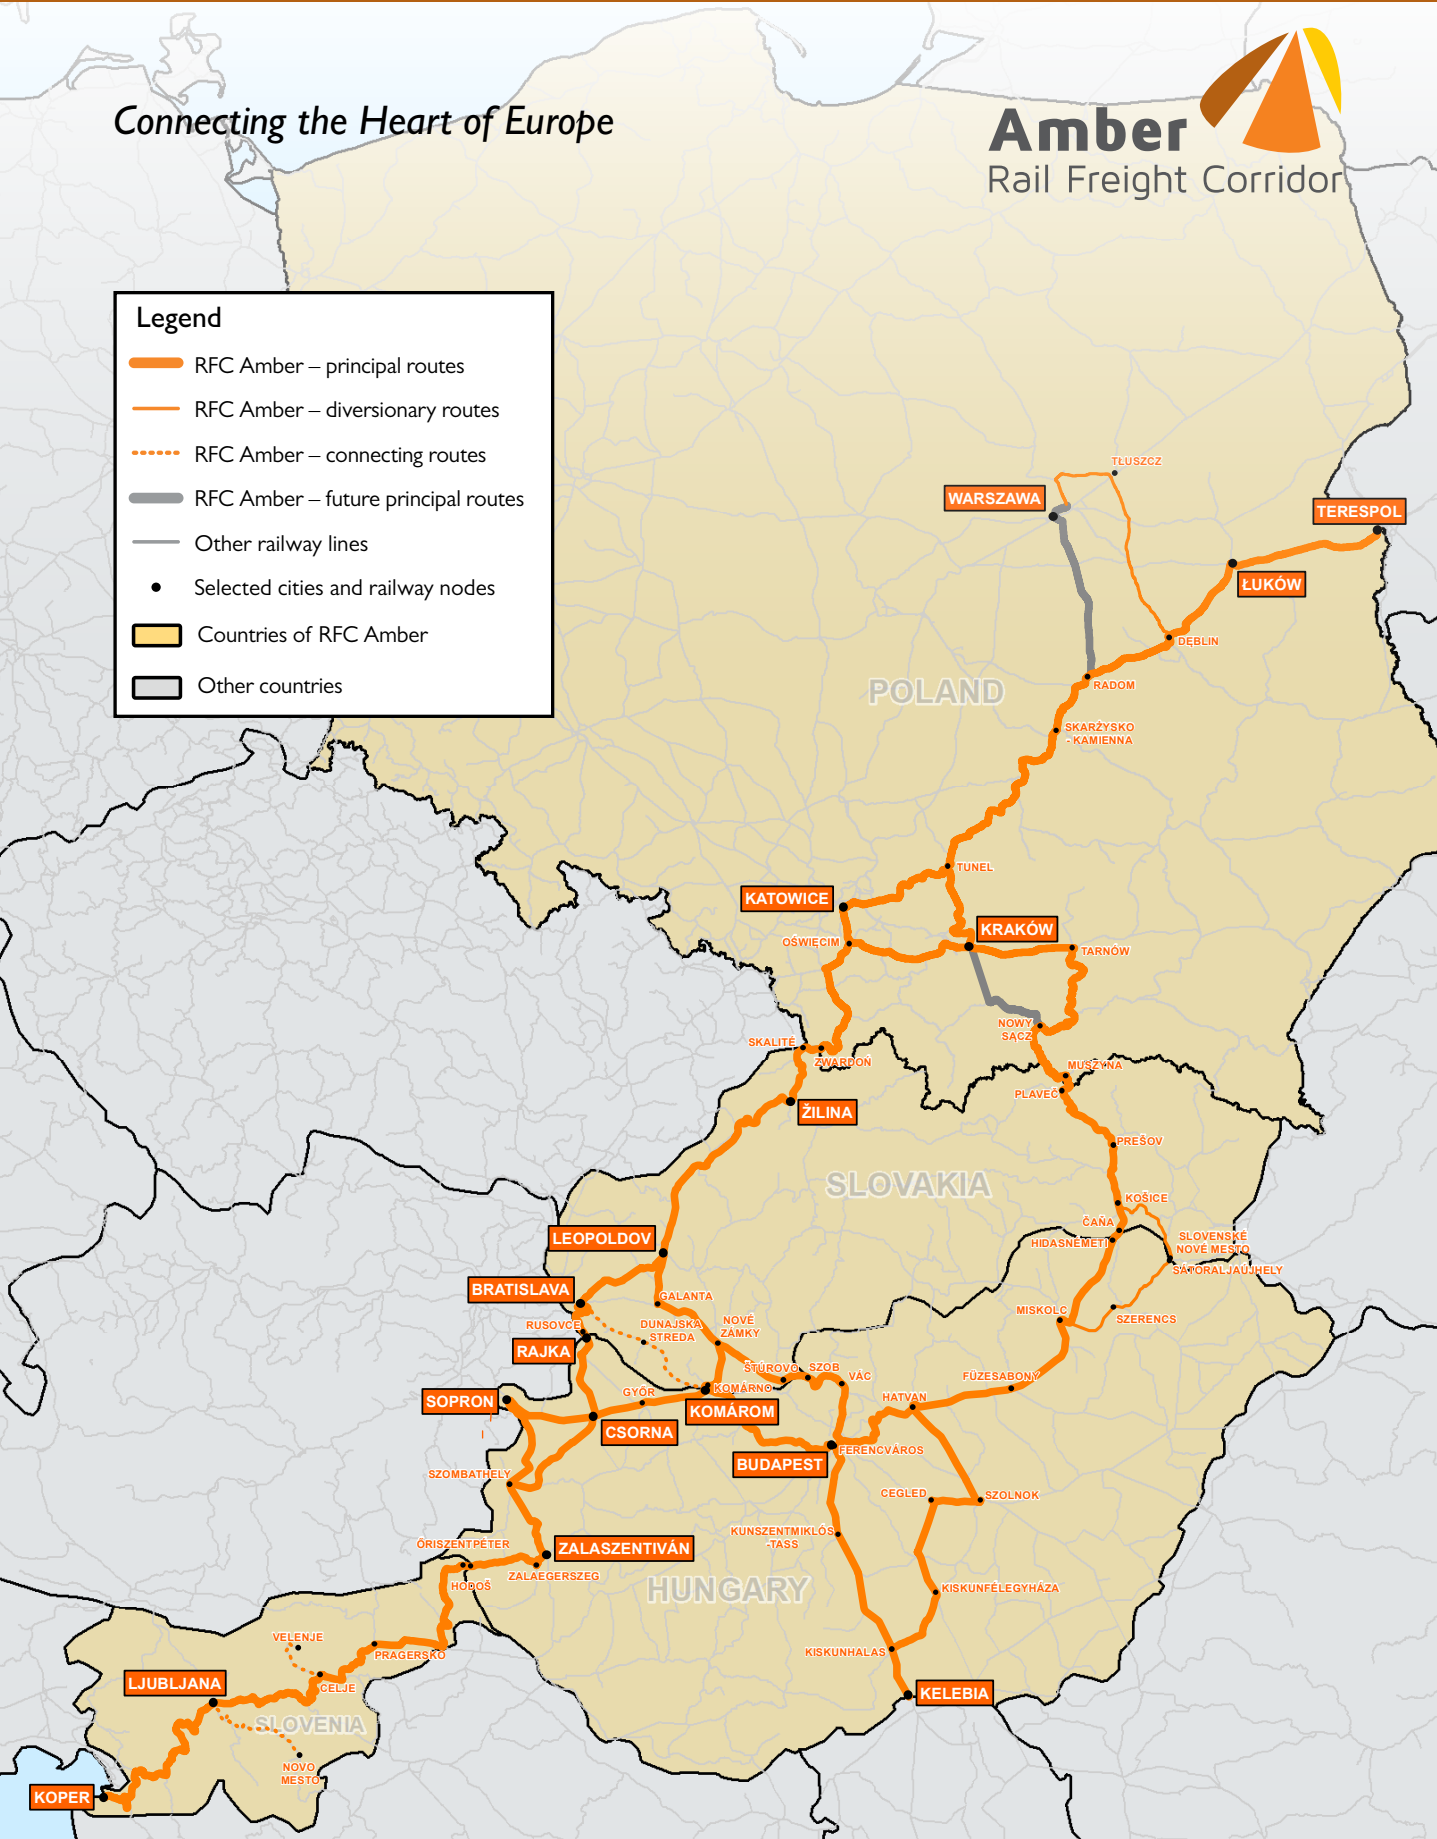 Connecting the Heart of Europe
Amber
Rail Freight Corridor
Legend
RFC Amber – principal routes
RFC Amber – diversionary routes
RFC Amber – connecting routes
RFC Amber – future principal routes
Other railway lines
Selected cities and railway nodes
Countries of RFC Amber
Other countries
TŁUSZCZ
WARSZAWA
TERESPOL
ŁUKÓW
DĘBLIN
RADOM
POLAND
SKARŻYSKO
- KAMIENNA
TUNEL
KATOWICE
KRAKÓW
OŚWIĘCIM
TARNÓW
NOWY
SĄCZ
SKALITÉ
ZWARDOŃ
MUSZYNA
PLAVEČ
ŽILINA
PREŠOV
SLOVAKIA
KOŠICE
ČAŇA
HIDASNÉMETI
SLOVENSKÉ
NOVÉ MESTO
SÁTORALJAÚJHELY
LEOPOLDOV
BRATISLAVA
GALANTA
RUSOVCE
DUNAJSKÁ
STREDA
NOVÉ
ZÁMKY
MISKOLC
SZERENCS
RAJKA
ŠTÚROVO
SZOB
VÁC
FÜZESABONY
SOPRON
GYŐR
KOMÁRNO
KOMÁROM
HATVAN
CSORNA
BUDAPEST
FERENCVÁROS
SZOMBATHELY
CEGLÉD
SZOLNOK
KUNSZENTMIKLÓS
-TASS
ŐRISZENTPÉTER
ZALASZENTIVÁN
HODOŠ
ZALAEGERSZEG
HUNGARY
KISKUNFÉLEGYHÁZA
VELENJE
PRAGERSKO
KISKUNHALAS
LJUBLJANA
CELJE
KELEBIA
SLOVENIA
NOVO
MESTO
KOPER